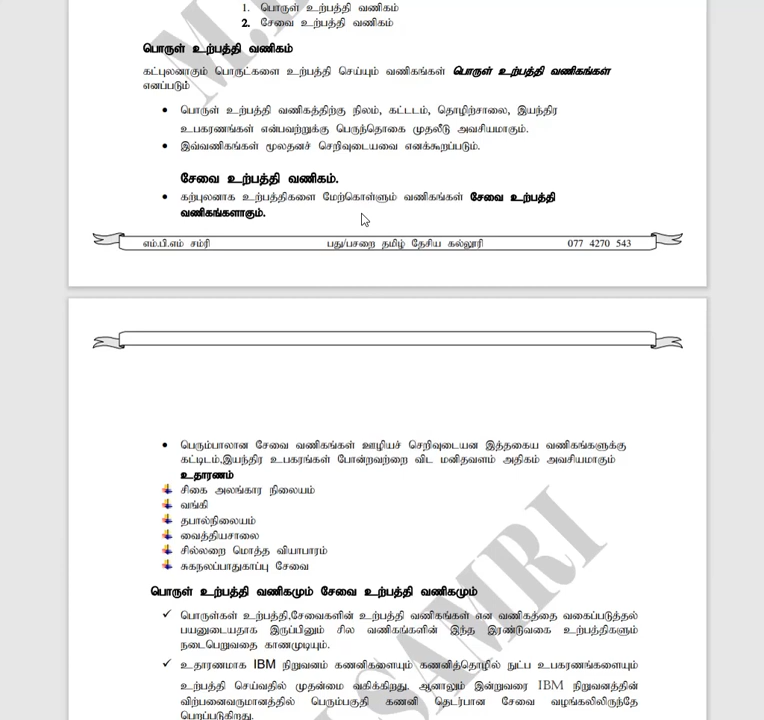 1. பொருள் உற்பத்தி வணிகம்
2. சேவை உற்பத்தி வணிகம்
பொருள் உற்பத்தி வணிகம்
கட்புலனாகும் பொருட்களை உற்பத்தி செய்யும் வணிகங்கள் பொருள் உற்பத்தி வணிகங்கள்
எனப்படும்
• பொருள் உற்பத்தி வணிகத்திற்கு நிலம், கட்டடம், தொழிற்சாலை, இயந்திர
உபகரணங்கள் என்பவற்றுக்கு பெருந்தொகை முதலீடு அவசியமாகும்.
• இவ்வணிகங்கள் மூலதனச் செறிவுடையவை எனக்கூறப்படும்.
சேவை உற்பத்தி வணிகம்.
• கற்புலனாக உற்பத்திகளை மேற்கொள்ளும் வணிகங்கள் சேவை உற்பத்தி
வணிகங்களாகும்.
எம்.பி.எம் சம்ரி பது/பசறை தமிழ் தேசிய கல்லூரி 077 4270 543
• பெரும்பாலான சேவை வணிகங்கள் ஊழியச் செறிவுடையன இத்தகைய வணிகங்களுக்கு
கட்டிடம்,இயந்திர உபகரங்கள் போன்றவற்றை விட மனிதவளம் அதிகம் அவசியமாகும்
உதாரணம்
சிகை அலங்கார நிலையம்
வங்கி
தபால்நிலையம்
வைத்தியசாலை
சில்லறை மொத்த வியாபாரம்
சுகநலப்பாதுகாப்பு சேவை
பொருள் உற்பத்தி வணிகமும் சேவை உற்பத்தி வணிகமும்
✓ பொருள்கள் உற்பத்தி,சேவைகளின் உற்பத்தி வணிகங்கள் என வணிகத்தை வகைப்படுத்தல்
பயனுடையதாக இருப்பினும் சில வணிகங்களின் இந்த இரண்டுவகை உற்பத்திகளும்
நடைபெறுவதை காணமுடியும்.
✓ உதாரணமாக IBM நிறுவனம் கணனிகளையும் கணனித்தொழில் நுட்ப உபகரணங்களையும்
உற்பத்தி செய்வதில் முதன்மை வகிக்கிறது. ஆனாலும் இன்றுவரை IBM நிறுவனத்தின்
விற்பனைவருமானத்தில் பெரும்பகுதி கணனி தெடர்பான சேவை வழங்கலிலிருந்தே
பெறப்படுகிறது.
SAMRI